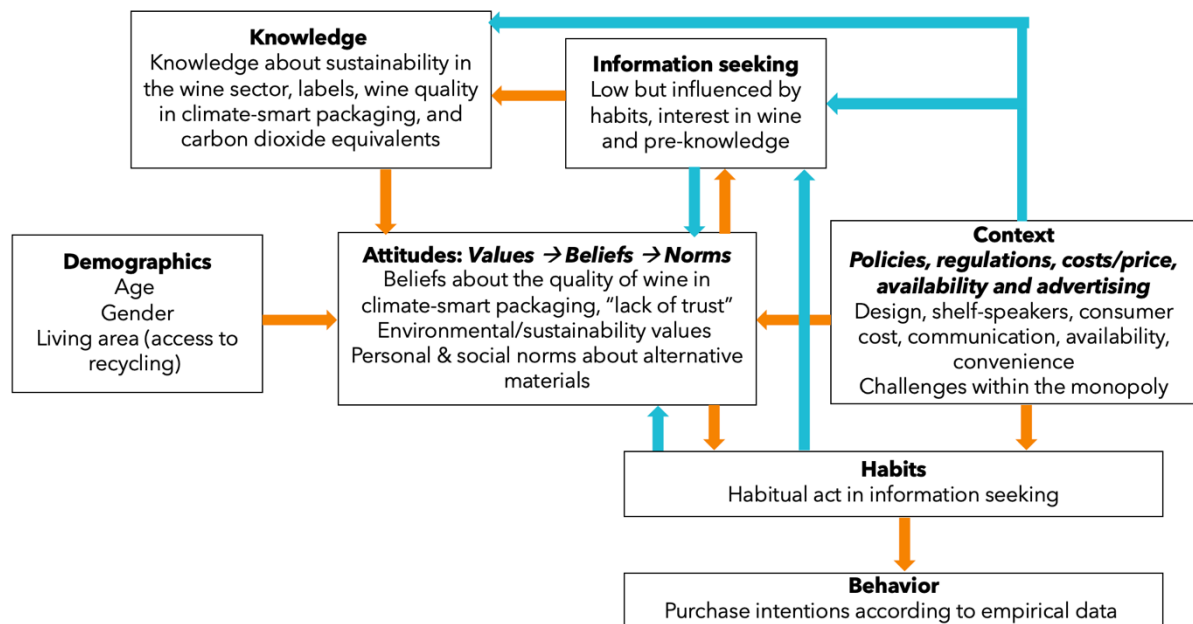 Knowledge
Knowledge about sustainability in
the wine sector, labels, wine quality
in climate-smart packaging, and
carbon dioxide equivalents
Information seeking
Low but influenced by
habits, interest in wine
and pre-knowledge
Demographics
Age
Gender
Living area (access to
recycling)
Attitudes: Values → Beliefs → Norms
Beliefs about the quality of wine in
climate-smart packaging, “lack of trust”
Environmental/sustainability values
Personal & social norms about alternative
materials
Context
Policies, regulations, costs/price,
availability and advertising
Design, shelf-speakers, consumer
cost, communication, availability,
convenience
Challenges within the monopoly
Habits
Habitual act in information seeking
Behavior
Purchase intentions according to empirical data